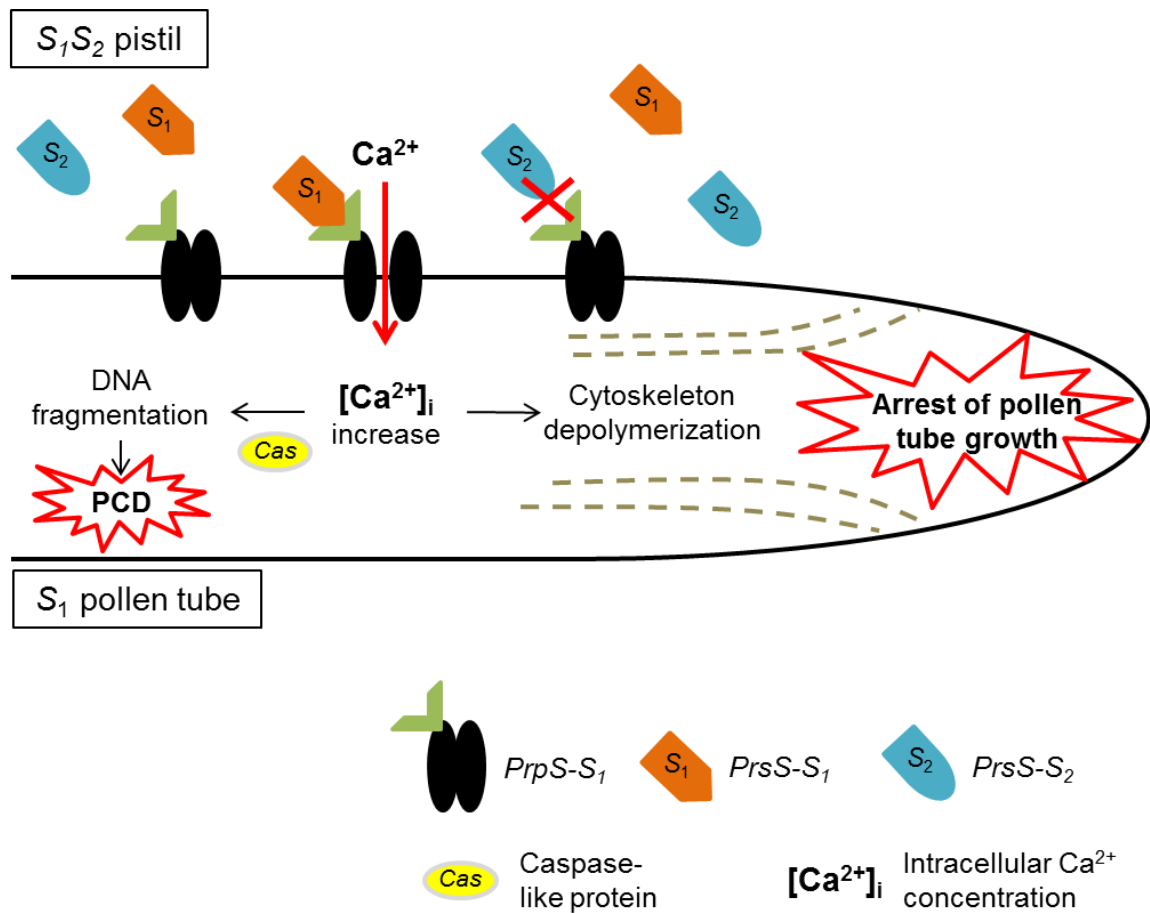 S₁S₂ pistil
S₁
S₁
S₂
S₁
Ca²⁺
S₂
S₂
DNA
fragmentation
[Ca²⁺]ᵢ
increase
Cas
Cytoskeleton
depolymerization
Arrest of pollen
tube growth
PCD
S₁ pollen tube
PrpS-S₁
S₁
PrsS-S₁
S₂
PrsS-S₂
Cas
Caspase-
like protein
[Ca²⁺]ᵢ
Intracellular Ca²⁺
concentration